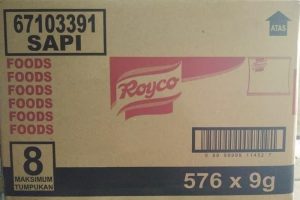 67103391
SAPI
ATAS
FOODS
FOODS
FOODS
FOODS
FOODS
FOODS
Royco
8
MAKSIMUM
TUMPUKAN
576 x 9g